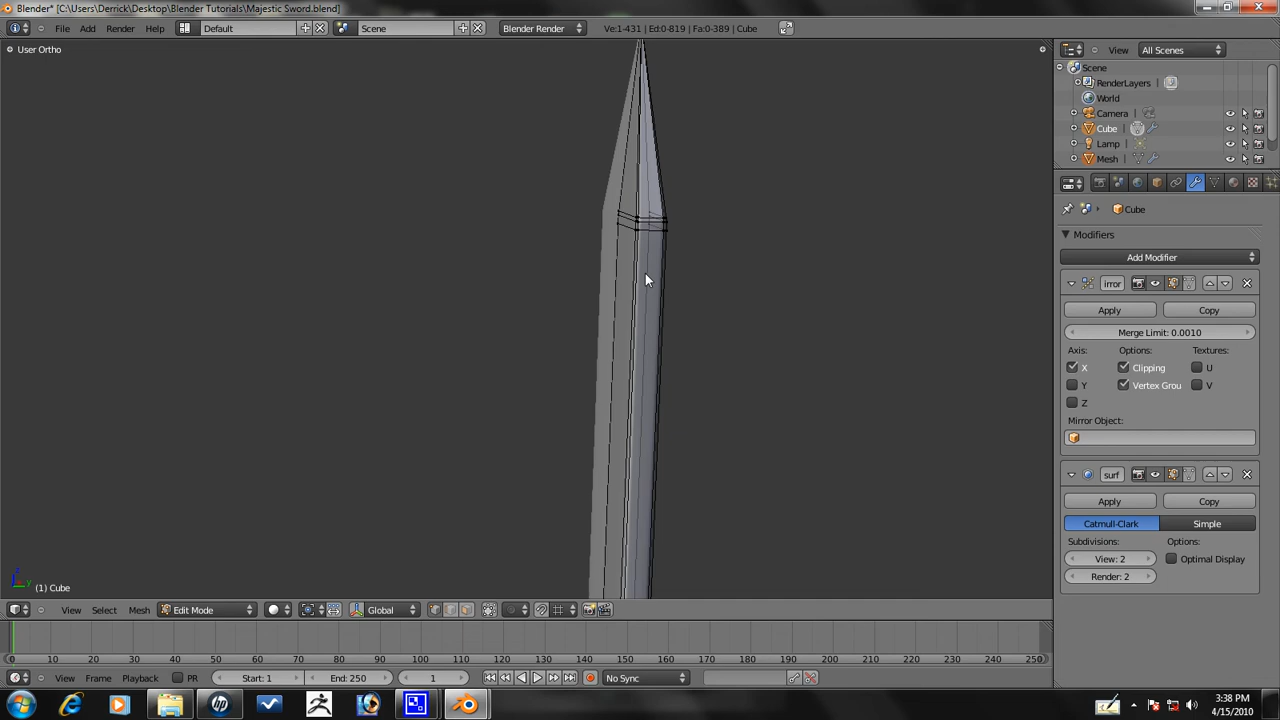 Blender* [C:\Users\Derrick\Desktop\Blender Tutorials\Majestic Sword.blend]
File Add Render Help Default Scene Blender Render Ve:1-431 | Ed:0-819 | Fa:0-389 | Cube
View All Scenes
User Ortho
Scene
RenderLayers
World
Camera
Cube
Lamp
Mesh
Cube
Modifiers
Add Modifier
irror
Apply Copy
Merge Limit: 0.0010
Axis: Options: Textures:
X Clipping U
Y Vertex Grou V
Z
Mirror Object:
surf
Apply Copy
Catmull-Clark Simple
Subdivisions: Options:
View: 2 Optimal Display
Render: 2
z
y
(1) Cube
View Select Mesh Edit Mode Global
0 10 20 30 40 50 60 70 80 90 100 110 120 130 140 150 160 170 180 190 200 210 220 230 240 250
View Frame Playback PR Start: 1 End: 250 1 No Sync
3:38 PM
4/15/2010